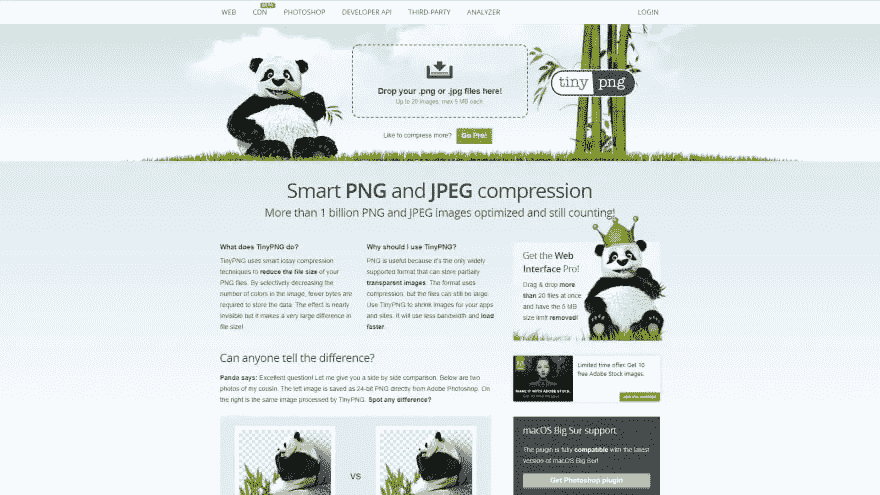 WEB CDN BETA PHOTOSHOP DEVELOPER API THIRD-PARTY ANALYZER LOGIN
Drop your .png or .jpg files here!
Up to 20 images, max 5 MB each.
Like to compress more? Go Pro!
tiny png
Smart PNG and JPEG compression
More than 1 billion PNG and JPEG images optimized and still counting!
What does TinyPNG do?
TinyPNG uses smart lossy compression
techniques to reduce the file size of your
PNG files. By selectively decreasing the
number of colors in the image, fewer bytes are
required to store the data. The effect is nearly
invisible but it makes a very large difference in
file size!
Why should I use TinyPNG?
PNG is useful because it's the only widely
supported format that can store partially
transparent images. The format uses
compression, but the files can still be large.
Use TinyPNG to shrink images for your apps
and sites. It will use less bandwidth and load
faster.
Get the Web
Interface Pro!
Drag & drop more
than 20 files at once
and have the 5 MB
size limit removed!
Can anyone tell the difference?
Panda says: Excellent question! Let me give you a side by side comparison. Below are two
photos of my cousin. The left image is saved as 24-bit PNG directly from Adobe Photoshop. On
the right is the same image processed by TinyPNG. Spot any difference?
VS
Limited time offer: Get 10
free Adobe Stock images.
macOS Big Sur support
The plugin is fully compatible with the latest
version of macOS Big Sur!
Get Photoshop plugin